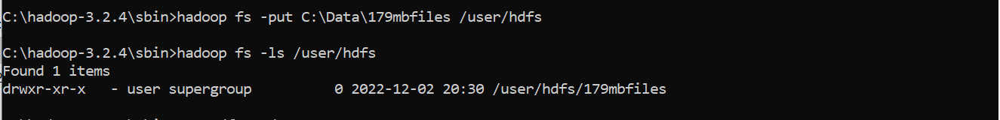 C:\hadoop-3.2.4\sbin>hadoop fs -put C:\Data\179mbfiles /user/hdfs
C:\hadoop-3.2.4\sbin>hadoop fs -ls /user/hdfs
Found 1 items
drwxr-xr-x   - user supergroup          0 2022-12-02 20:30 /user/hdfs/179mbfiles